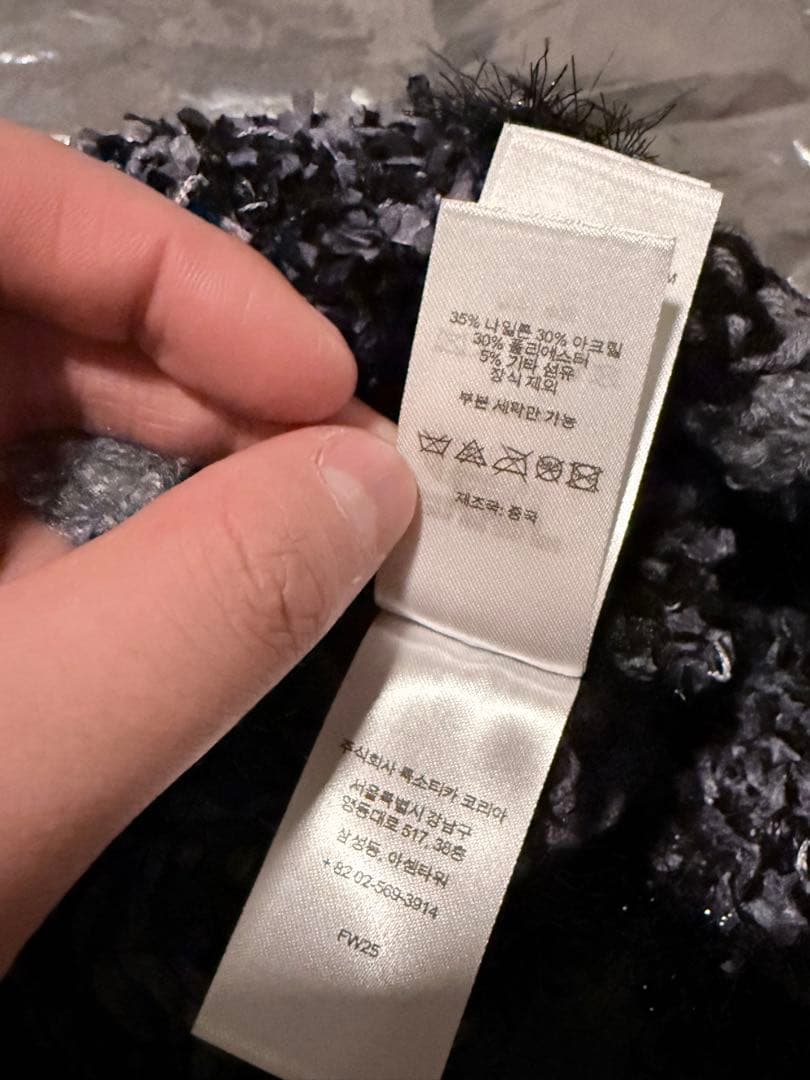 M
35% 나일론 30% 아크릴
30% 폴리에스터
5% 기타 섬유
장식 제외
부분 세탁만 가능
제조국: 중국
주식회사 룩소티카 코리아
서울특별시 강남구
영동대로 517, 38층
삼성동, 아셈타워
+82 02-569-3914
FW25